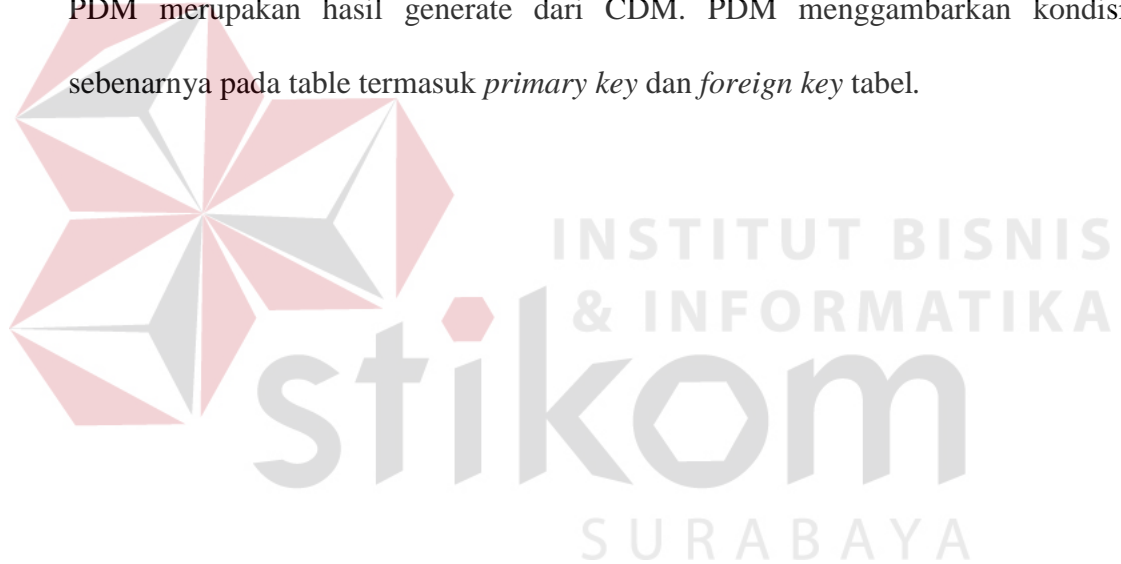 PDM merupakan hasil generate dari CDM. PDM menggambarkan kondisi
sebenarnya pada table termasuk primary key dan foreign key tabel.
INSTITUT BISNIS
& INFORMATIKA
stikom
SURABAYA